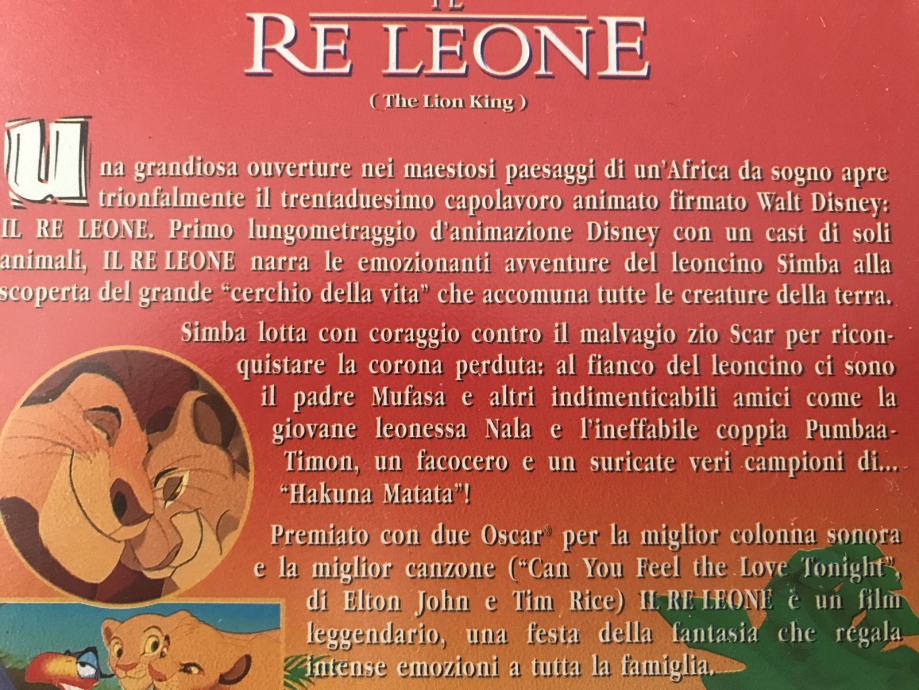 IL
RE LEONE
( The Lion King )
Una grandiosa ouverture nei maestosi paesaggi di un'Africa da sogno apre
trionfalmente il trentaduesimo capolavoro animato firmato Walt Disney:
IL RE LEONE. Primo lungometraggio d'animazione Disney con un cast di soli
animali, IL RE LEONE narra le emozionanti avventure del leoncino Simba alla
scoperta del grande “cerchio della vita” che accomuna tutte le creature della terra.
Simba lotta con coraggio contro il malvagio zio Scar per ricon-
quistare la corona perduta: al fianco del leoncino ci sono
il padre Mufasa e altri indimenticabili amici come la
giovane leonessa Nala e l'ineffabile coppia Pumbaa-
Timon, un facocero e un suricate veri campioni di...
“Hakuna Matata”!
Premiato con due Oscar® per la miglior colonna sonora
e la miglior canzone (“Can You Feel the Love Tonight”,
di Elton John e Tim Rice) IL RE LEONE è un film
leggendario, una festa della fantasia che regala
intense emozioni a tutta la famiglia.